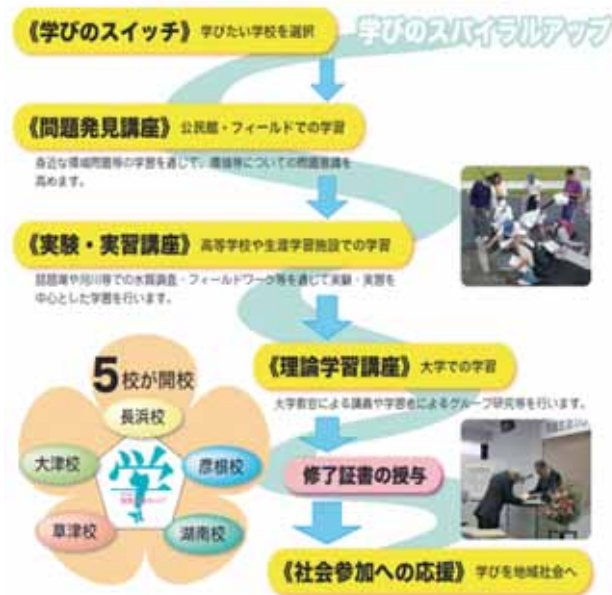 《学びのスイッチ》 学びたい学校を選択
学びのスパイラルアップ
《問題発見講座》 公民館・フィールドでの学習
身近な環境問題等の学習を通じて、環境等についての問題意識を
高めます。
《実験・実習講座》 高等学校や生涯学習施設での学習
琵琶湖や河川等での水質調査・フィールドワーク等を通じて実験・実習を
中心とした学習を行います。
《理論学習講座》 大学での学習
大学教官による講義や学習者によるグループ研究等を行います。
5校が開校
長浜校
大津校
彦根校
学
草津校
湖南校
修了証書の授与
《社会参加への応援》 学びを地域社会へ